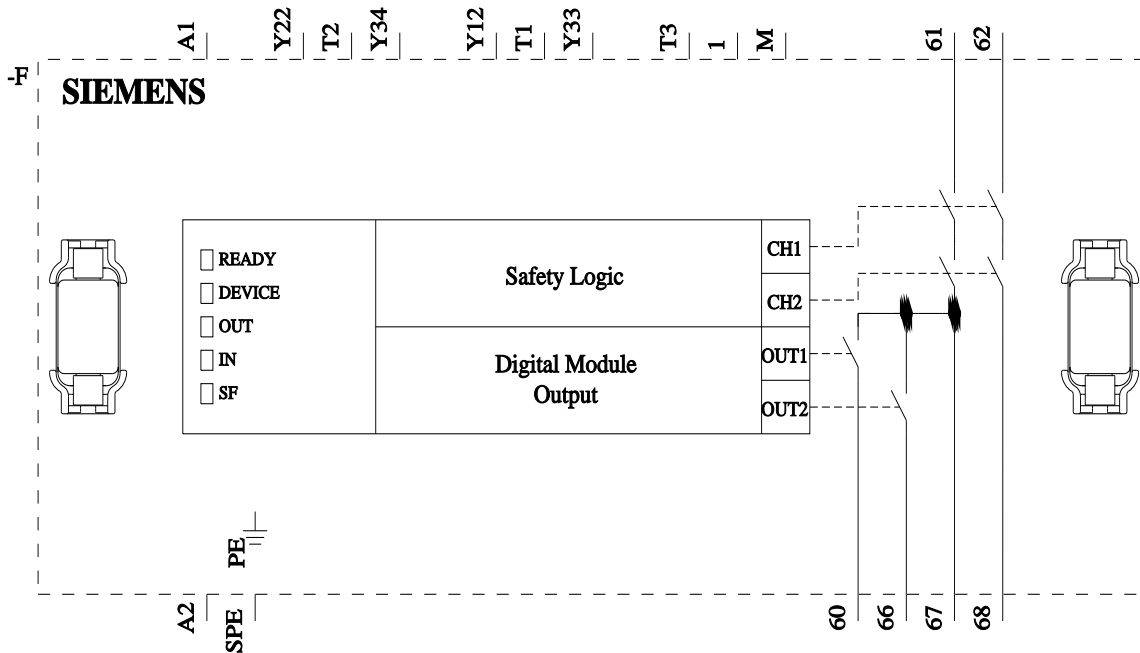 A1
Y22
T2
Y34
Y12
T1
Y33
T3
1
M
61
62
-F
SIEMENS
READY
DEVICE
OUT
IN
SF
Safety Logic
Digital Module
Output
CH1
CH2
OUT1
OUT2
PE
A2
SPE
60
66
67
68